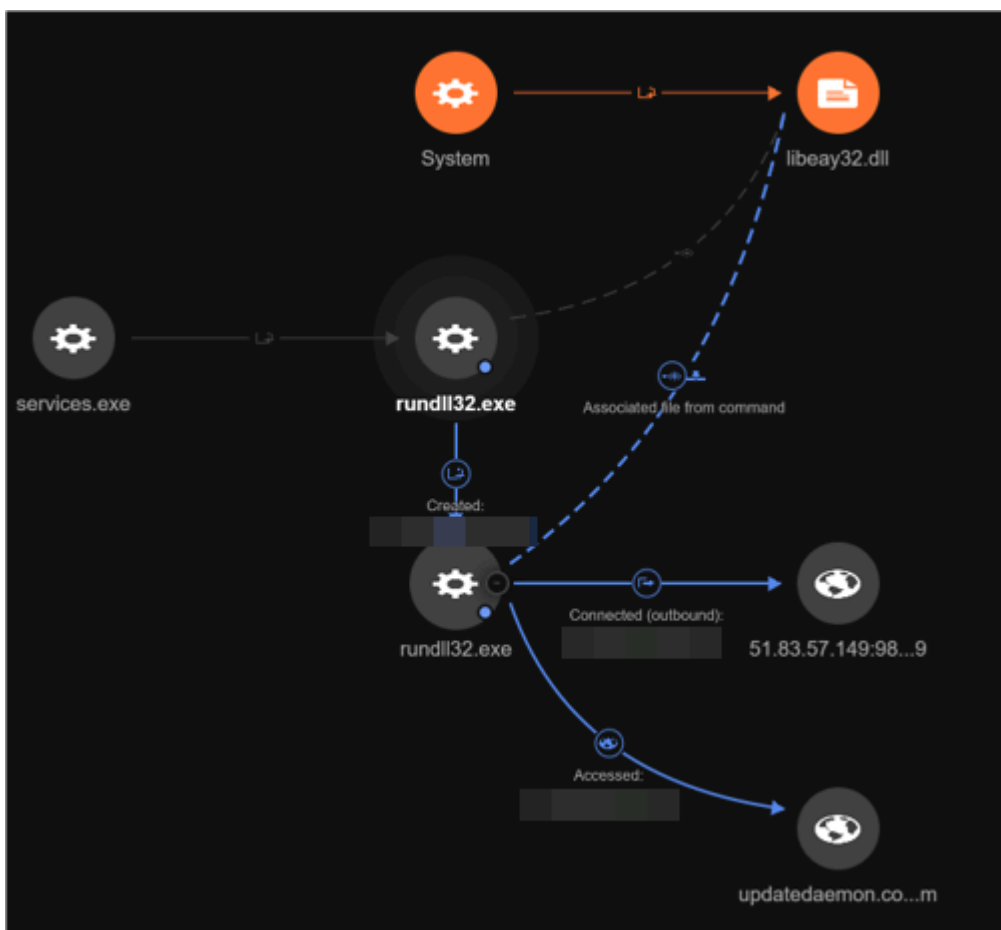 System
libeay32.dll
services.exe
rundll32.exe
Associated file from command
Created:
rundll32.exe
Connected (outbound):
51.83.57.149:98...9
Accessed:
updatedaemon.co...m